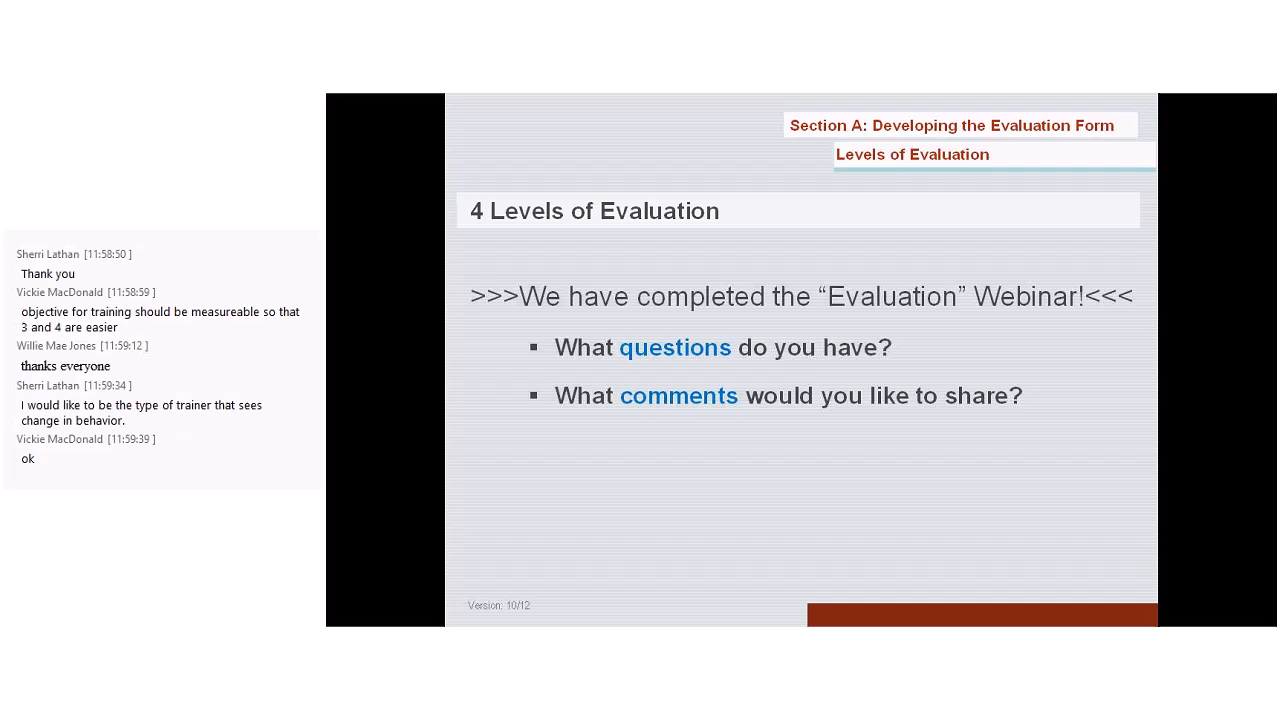 Sherri Lathan [11:58:50 ]
Thank you
Vickie MacDonald [11:58:59 ]
objective for training should be measureable so that
3 and 4 are easier
Willie Mae Jones [11:59:12 ]
thanks everyone
Sherri Lathan [11:59:34 ]
I would like to be the type of trainer that sees
change in behavior.
Vickie MacDonald [11:59:39 ]
ok
Section A: Developing the Evaluation Form
Levels of Evaluation
4 Levels of Evaluation
>>>We have completed the “Evaluation” Webinar!<<<
▪ What questions do you have?
▪ What comments would you like to share?
Version: 10/12